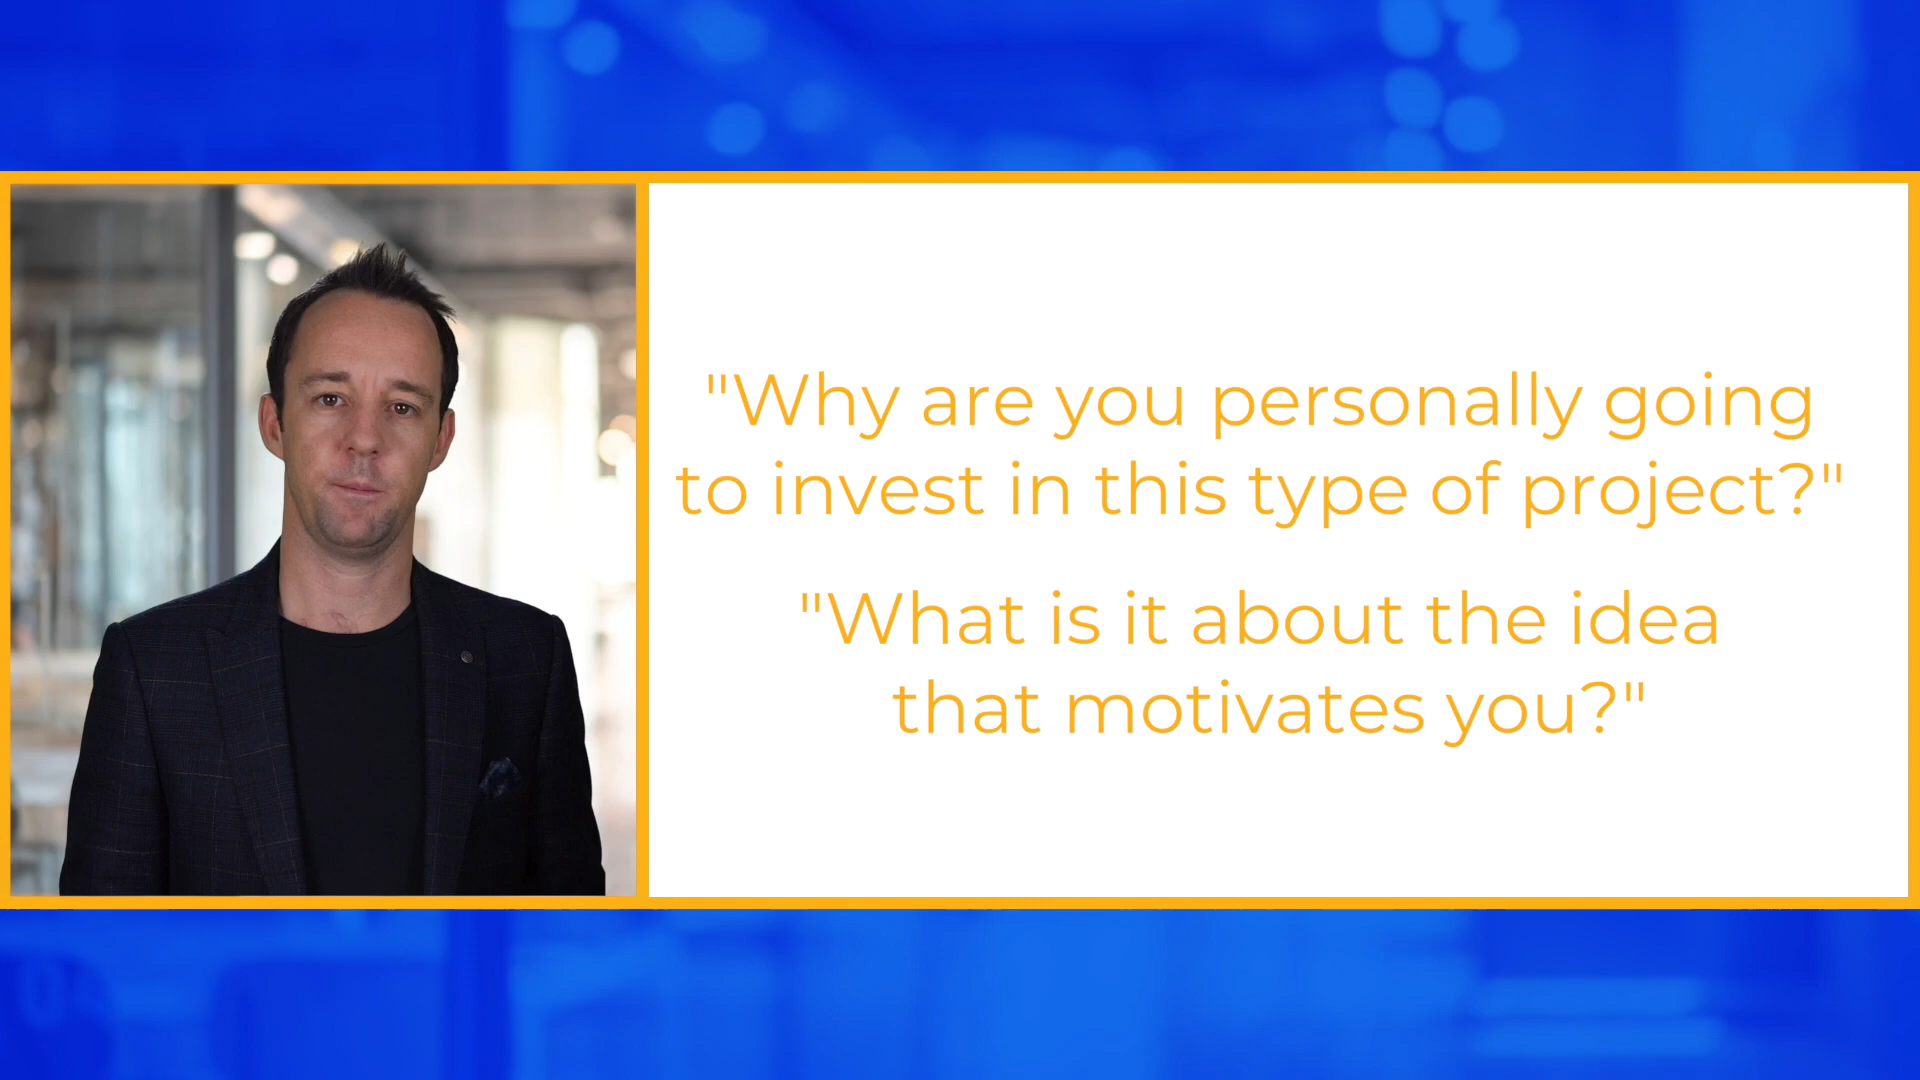 "Why are you personally going
to invest in this type of project?"
"What is it about the idea
that motivates you?"